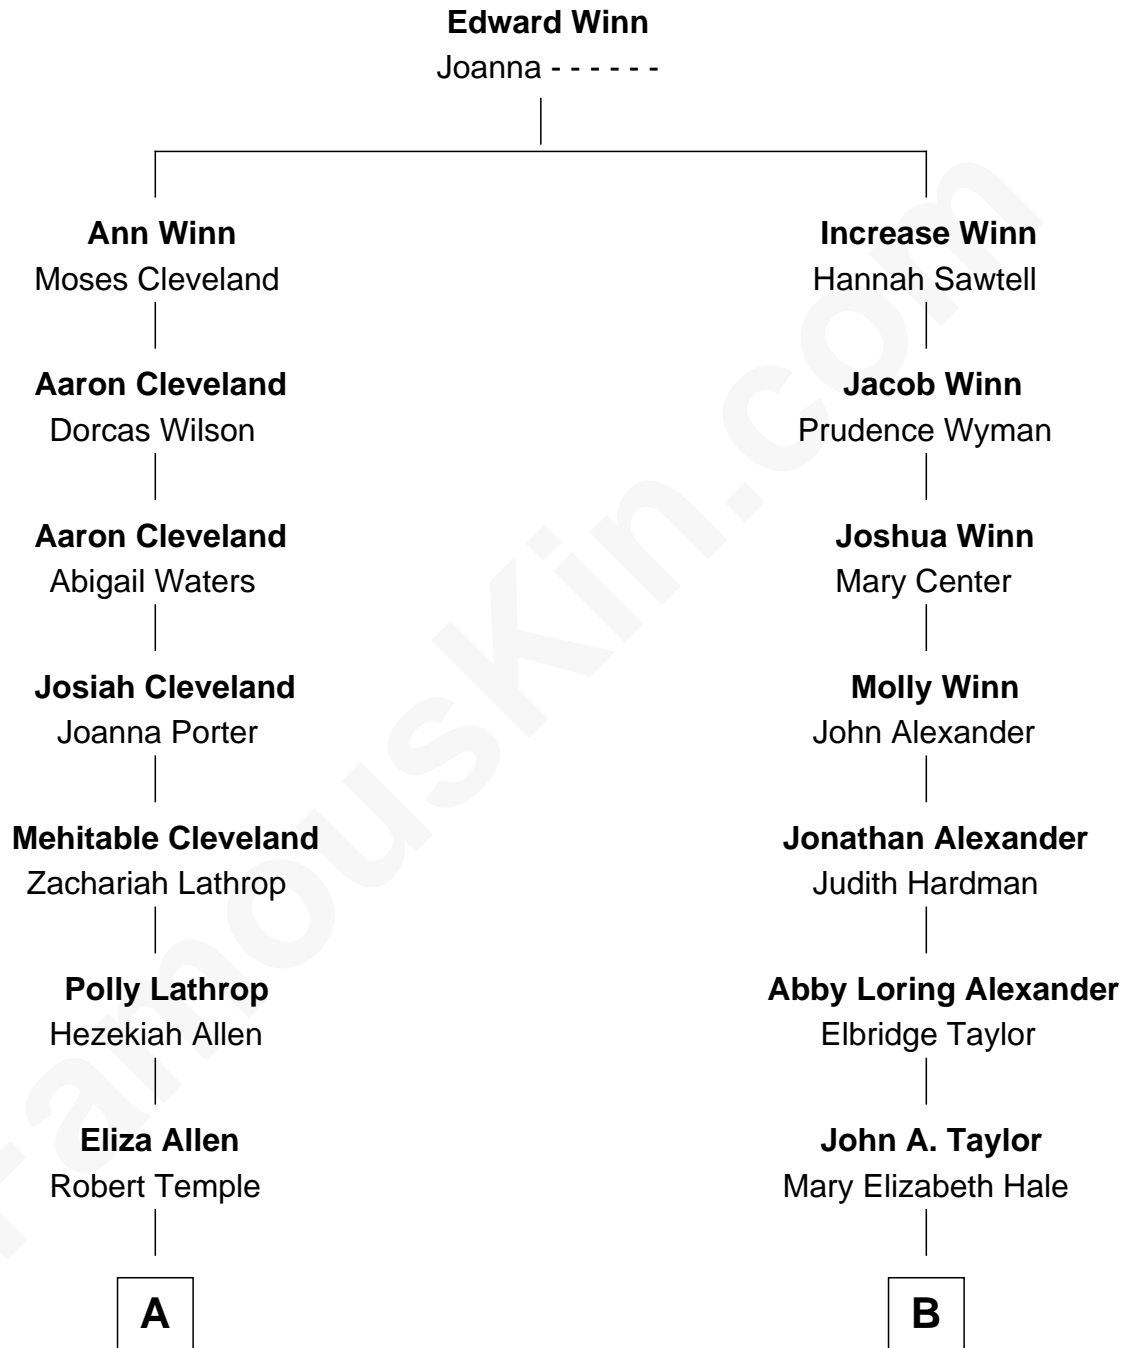 Edward Winn
Joanna - - - - - -
Ann Winn
Moses Cleveland
Increase Winn
Hannah Sawtell
Aaron Cleveland
Dorcas Wilson
Jacob Winn
Prudence Wyman
Aaron Cleveland
Abigail Waters
Joshua Winn
Mary Center
Josiah Cleveland
Joanna Porter
Molly Winn
John Alexander
Mehitable Cleveland
Zachariah Lathrop
Jonathan Alexander
Judith Hardman
Polly Lathrop
Hezekiah Allen
Abby Loring Alexander
Elbridge Taylor
Eliza Allen
Robert Temple
John A. Taylor
Mary Elizabeth Hale
A
B
FamousKin.com